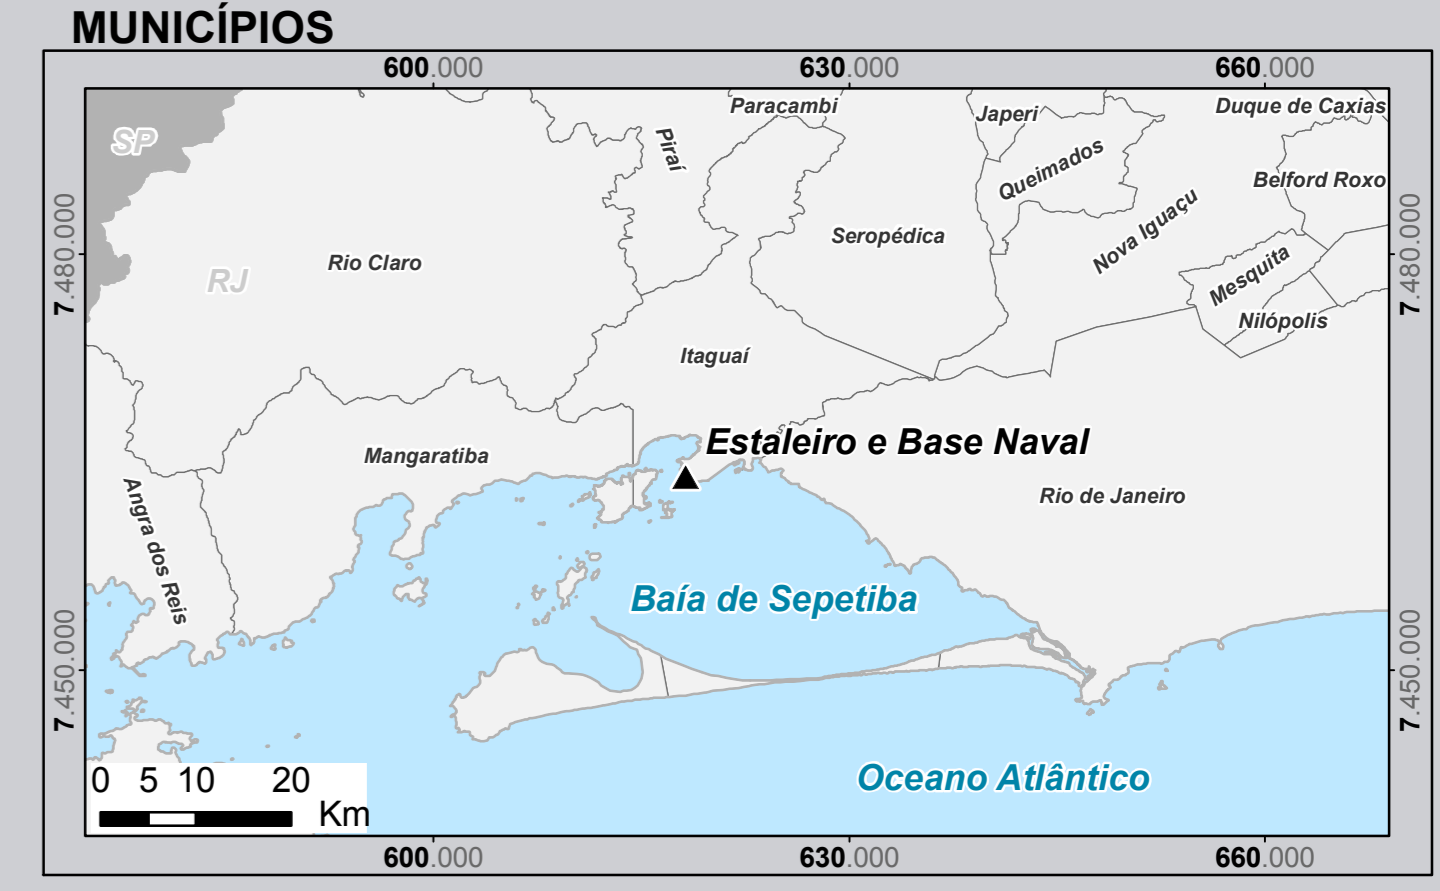 MUNICÍPIOS
600.000 630.000 660.000
Paracambi
Japeri
Duque de Caxias
SP
Piraí
Queimados
Belford Roxo
Nova Iguaçu
Seropédica
Rio Claro
RJ
Mesquita
Nilópolis
7.480.000
7.480.000
Itaguaí
Estaleiro e Base Naval
Mangaratiba
Rio de Janeiro
Angra dos Reis
Baía de Sepetiba
7.450.000
7.450.000
Oceano Atlântico
0 5 10 20
Km
600.000 630.000 660.000